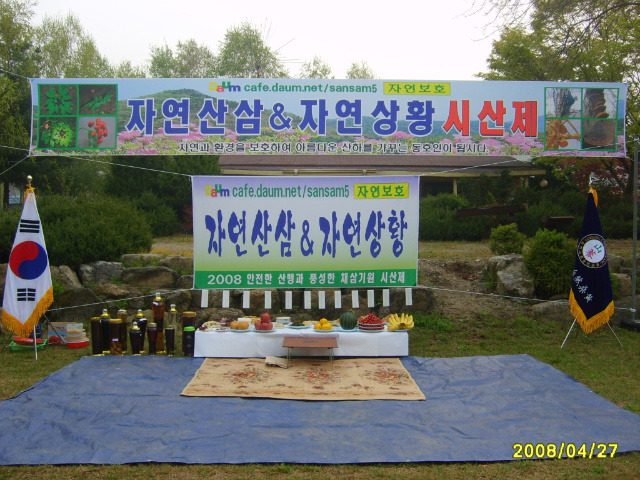 Daum cafe.daum.net/sansam5 자연보호
자연산삼&자연상황 시산제
자연과 환경을 보호하여 아름다운 산하를 가꾸는 동호인이 됩시다.
Daum cafe.daum.net/sansam5 자연보호
자연산삼&자연상황
2008 안전한 산행과 풍성한 채삼기원 시산제
2008/04/27